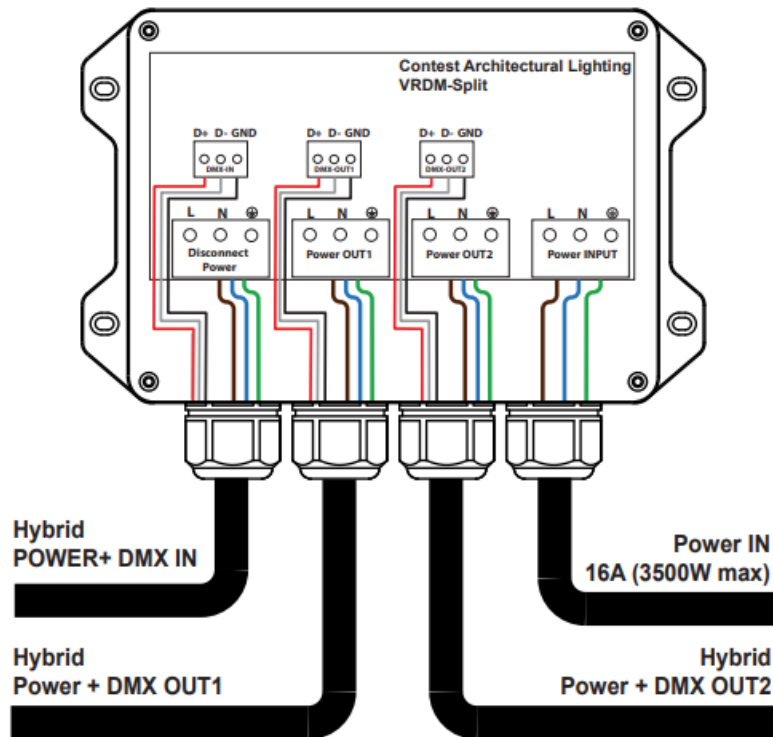 Contest Architectural Lighting
VRDM-Split
D+ D- GND
D+ D- GND
D+ D- GND
DMX-IN
DMX-OUT1
DMX-OUT2
L N
L N
L N
L N
Disconnect
Power
Power OUT1
Power OUT2
Power INPUT
Hybrid
POWER+ DMX IN
Power IN
16A (3500W max)
Hybrid
Power + DMX OUT1
Hybrid
Power + DMX OUT2